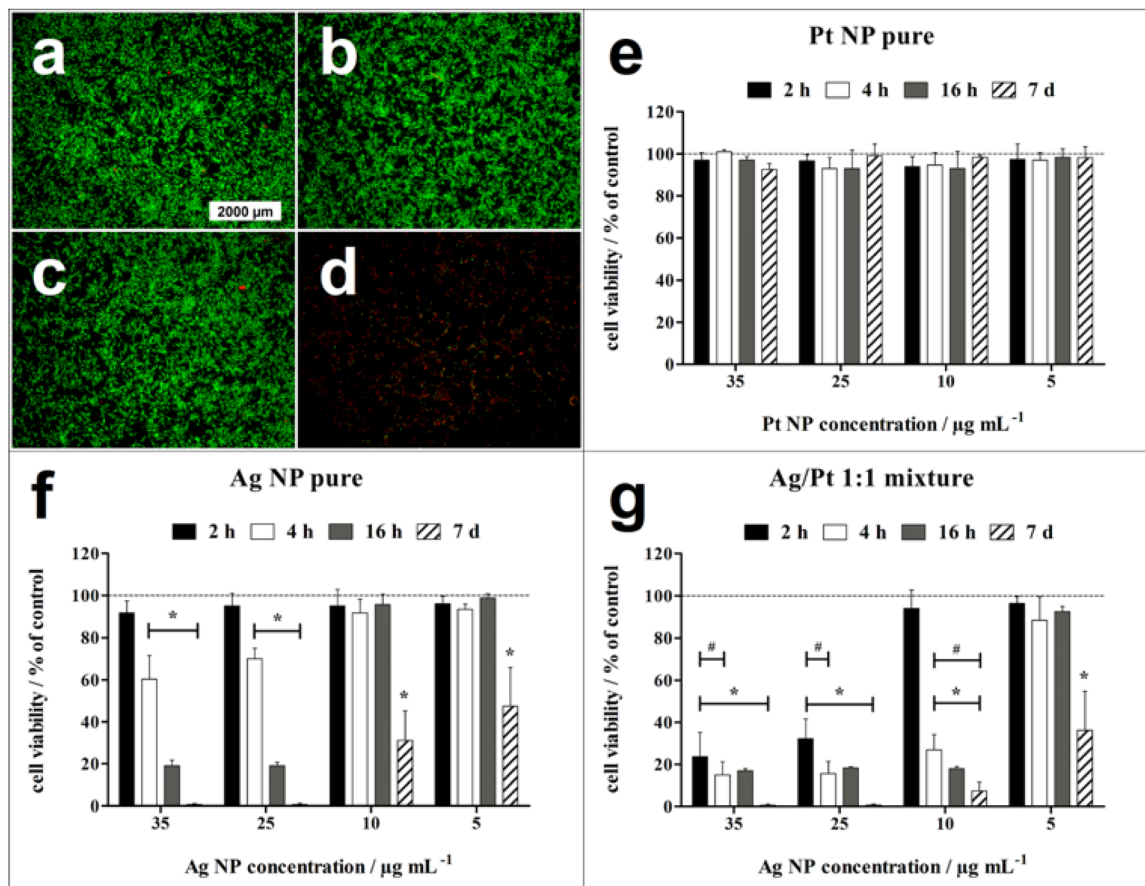 a
b
2000 µm
c
d
e
Pt NP pure
2 h 4 h 16 h 7 d
cell viability / % of control
120
100
80
60
40
20
0
35 25 10 5
Pt NP concentration / µg mL⁻¹
f
Ag NP pure
2 h 4 h 16 h 7 d
cell viability / % of control
120
100
80
60
40
20
0
* * * *
35 25 10 5
Ag NP concentration / µg mL⁻¹
g
Ag/Pt 1:1 mixture
2 h 4 h 16 h 7 d
cell viability / % of control
120
100
80
60
40
20
0
# # #
* * * *
35 25 10 5
Ag NP concentration / µg mL⁻¹